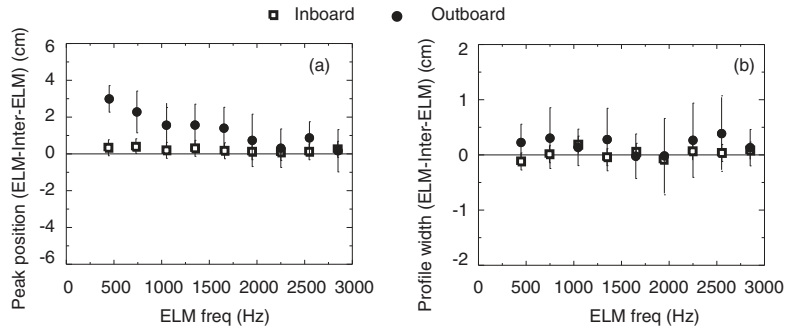 Inboard Outboard
Peak position (ELM-Inter-ELM) (cm)
6
4
2
0
-2
-4
-6
(a)
0 500 1000 1500 2000 2500 3000
ELM freq (Hz)
Profile width (ELM-Inter-ELM) (cm)
2
1
0
-1
-2
(b)
0 500 1000 1500 2000 2500 3000
ELM freq (Hz)